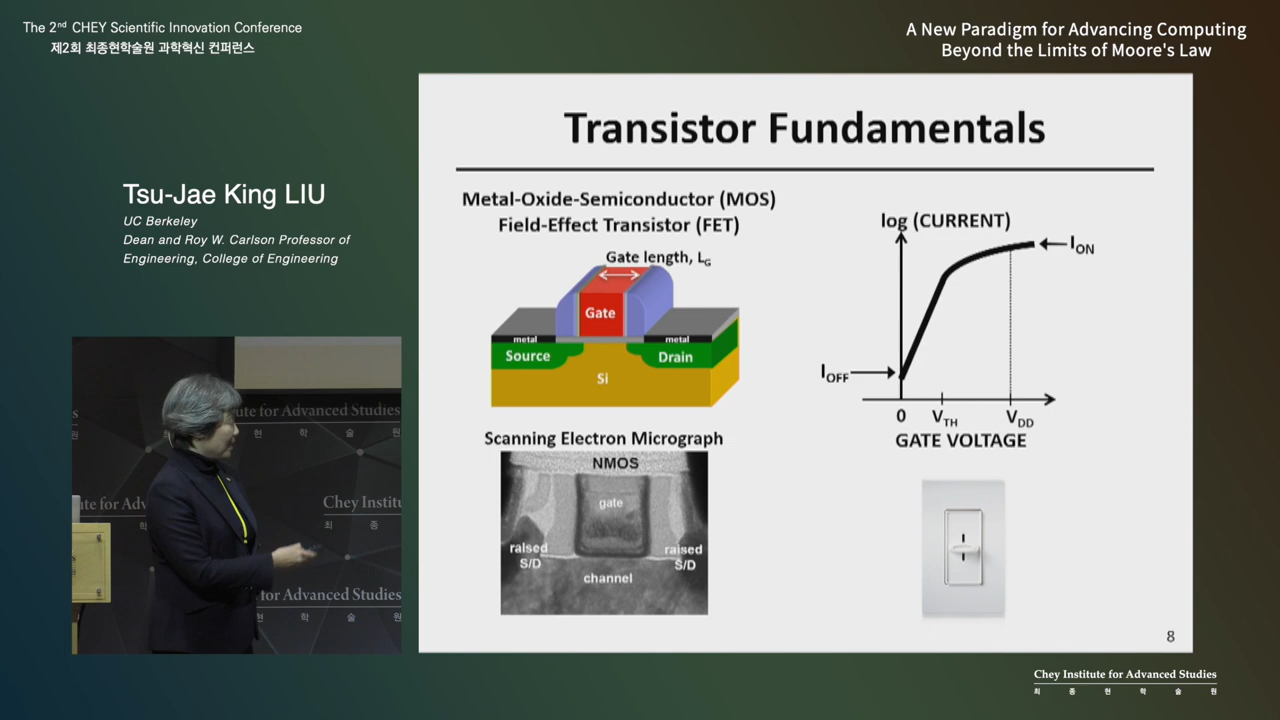 The 2nd CHEY Scientific Innovation Conference
제2회 최종현학술원 과학혁신 컨퍼런스
A New Paradigm for Advancing Computing
Beyond the Limits of Moore's Law
Tsu-Jae King LIU
UC Berkeley
Dean and Roy W. Carlson Professor of
Engineering, College of Engineering
Transistor Fundamentals
Metal-Oxide-Semiconductor (MOS)
Field-Effect Transistor (FET)
Gate length, LG
Gate
metal
metal
Source
Drain
Si
Scanning Electron Micrograph
NMOS
gate
raised
S/D
raised
S/D
channel
log (CURRENT)
ION
IOFF
0
VTH
VDD
GATE VOLTAGE
8
ute for Advanced Studies
현 학 술 원
ute for Adv
Chey Institu
최 종
for Advanced Studies
현 학 술 원
Chey Institute for Advanced Studies
최 종 현 학 술 원